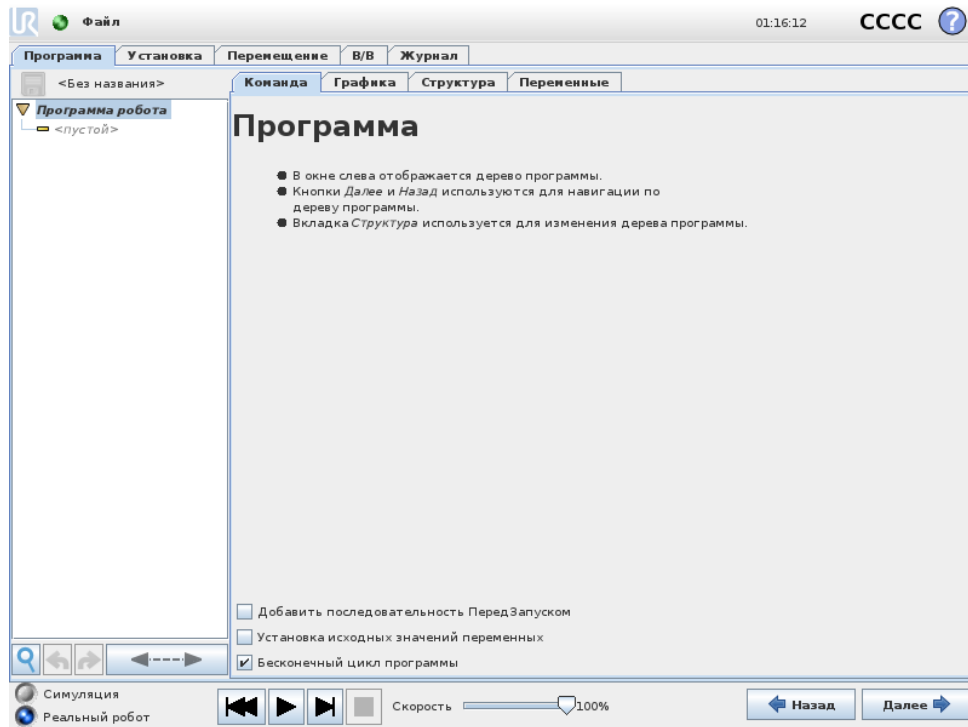 UR
Файл
01:16:12
CCCC
?
Программа
Установка
Перемещение
В/В
Журнал
<Без названия>
Команда
Графика
Структура
Переменные
Программа робота
<пустой>
Программа
В окне слева отображается дерево программы.
Кнопки Далее и Назад используются для навигации по
дереву программы.
Вкладка Структура используется для изменения дерева программы.
Добавить последовательность ПередЗапуском
Установка исходных значений переменных
Бесконечный цикл программы
Симуляция
Реальный робот
Скорость
100%
Назад
Далее